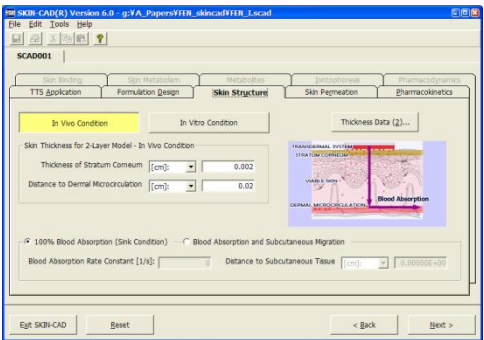 SKIN-CAD(R) Version 6.0 - g:¥A_Papers¥FEN_skincad¥FEN_I.scad
File Edit Tools Help
SCAD001
Skin Binding Skin Metabolism Metabolites Iontophoresis Pharmacodynamics
TTS Application Formulation Design Skin Structure Skin Permeation Pharmacokinetics
In Vivo Condition In Vitro Condition Thickness Data (2)...
Skin Thickness for 2-Layer Model - In Vivo Condition
Thickness of Stratum Corneum [cm]: 0.002
Distance to Dermal Microcirculation [cm]: 0.02
TRANSDERMAL SYSTEM
STRATUM CORNEUM
VIABLE SKIN
Blood Absorption
DERMAL MICROCIRCULATION
100% Blood Absorption (Sink Condition) Blood Absorption and Subcutaneous Migration
Blood Absorption Rate Constant [1/s]: 0 Distance to Subcutaneous Tissue [cm]: 0.00000E+00
Exit SKIN-CAD Reset < Back Next >